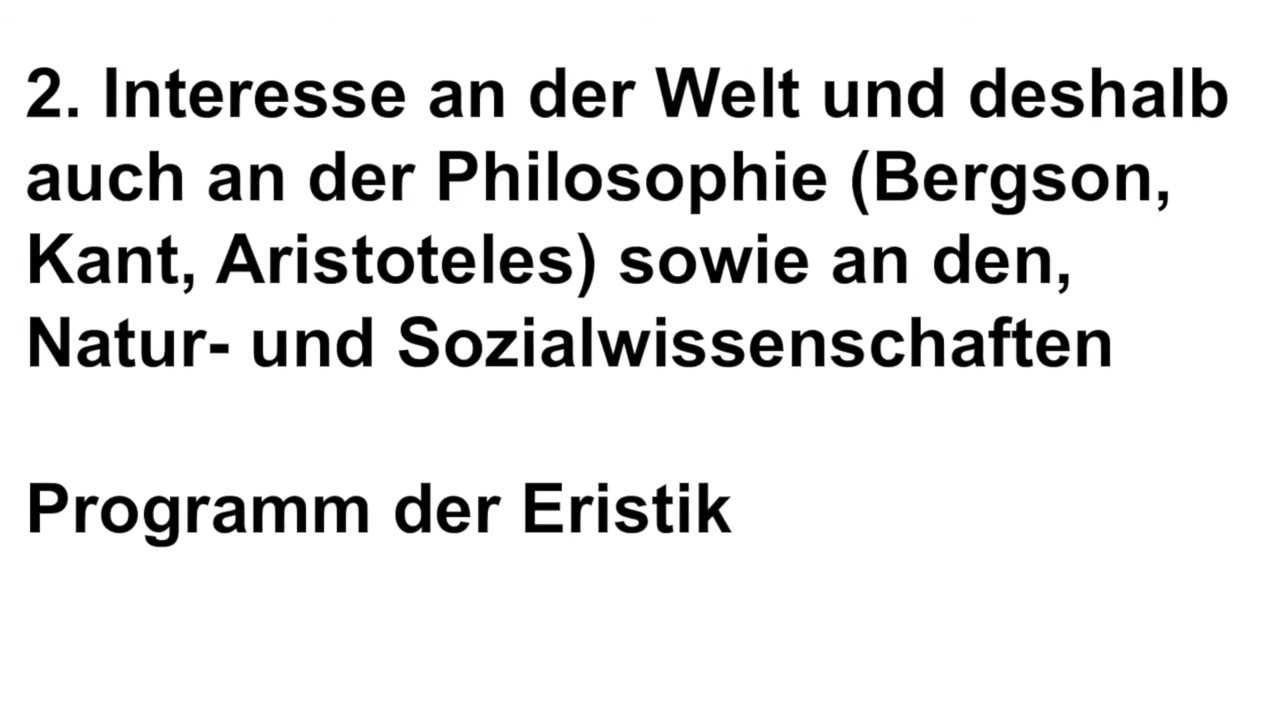 2. Interesse an der Welt und deshalb
auch an der Philosophie (Bergson,
Kant, Aristoteles) sowie an den,
Natur- und Sozialwissenschaften
Programm der Eristik